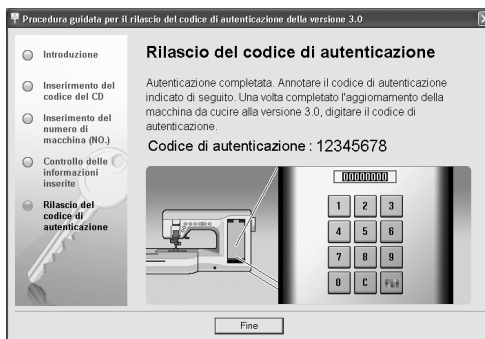 Procedura guidata per il rilascio del codice di autenticazione della versione 3.0
Introduzione
Inserirmento del
codice del CD
Inserimento del
numero di
macchina (NO.)
Controllo delle
informazioni
inserite
Rilascio del
codice di
autenticazione
Rilascio del codice di autenticazione
Autenticazione completata. Annotare il codice di autenticazione
indicato di seguito. Una volta completato l'aggiornamento della
macchina da cucire alla versione 3.0, digitare il codice di
autenticazione.
Codice di autenticazione : 12345678
00000000
1 2 3
4 5 6
7 8 9
0 C
Fine